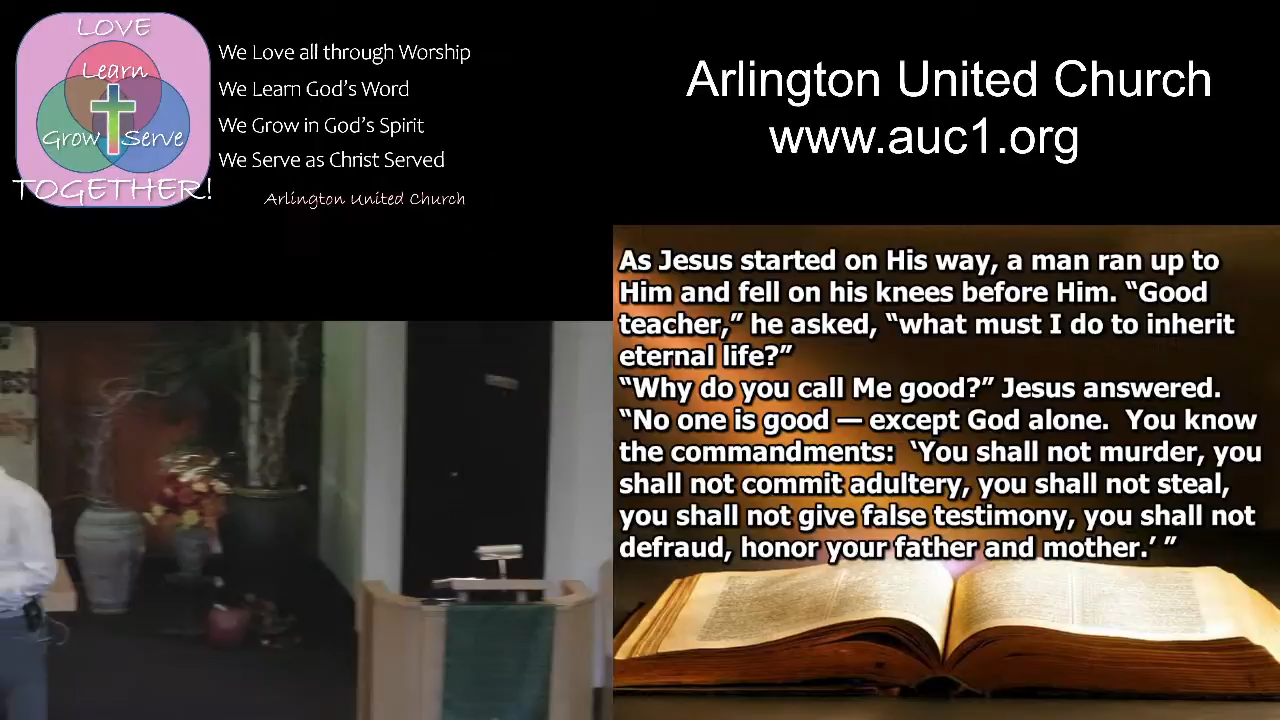 LOVE
Learn
Grow Serve
TOGETHER!
We Love all through Worship
We Learn God's Word
We Grow in God's Spirit
We Serve as Christ Served
Arlington United Church
Arlington United Church
www.auc1.org
As Jesus started on His way, a man ran up to
Him and fell on his knees before Him. “Good
teacher,” he asked, “what must I do to inherit
eternal life?”
“Why do you call Me good?” Jesus answered.
“No one is good — except God alone.  You know
the commandments:  ‘You shall not murder, you
shall not commit adultery, you shall not steal,
you shall not give false testimony, you shall not
defraud, honor your father and mother.’ ”